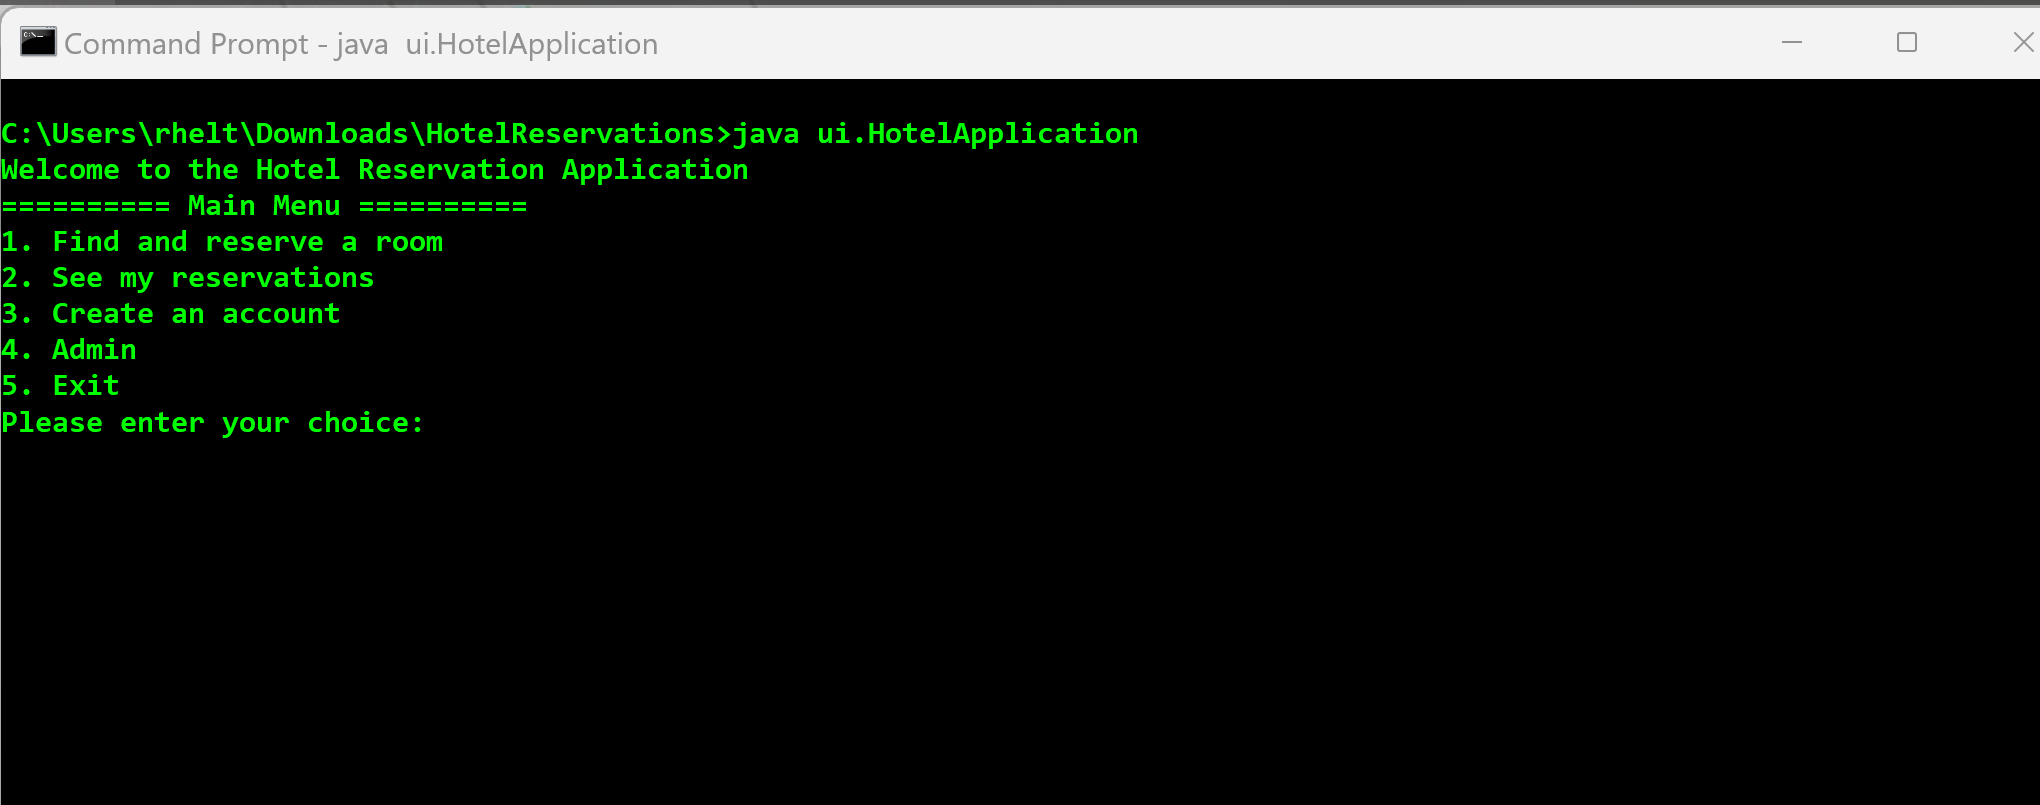 Command Prompt - java  ui.HotelApplication
C:\Users\rhelt\Downloads\HotelReservations>java ui.HotelApplication
Welcome to the Hotel Reservation Application
========== Main Menu ==========
1. Find and reserve a room
2. See my reservations
3. Create an account
4. Admin
5. Exit
Please enter your choice: